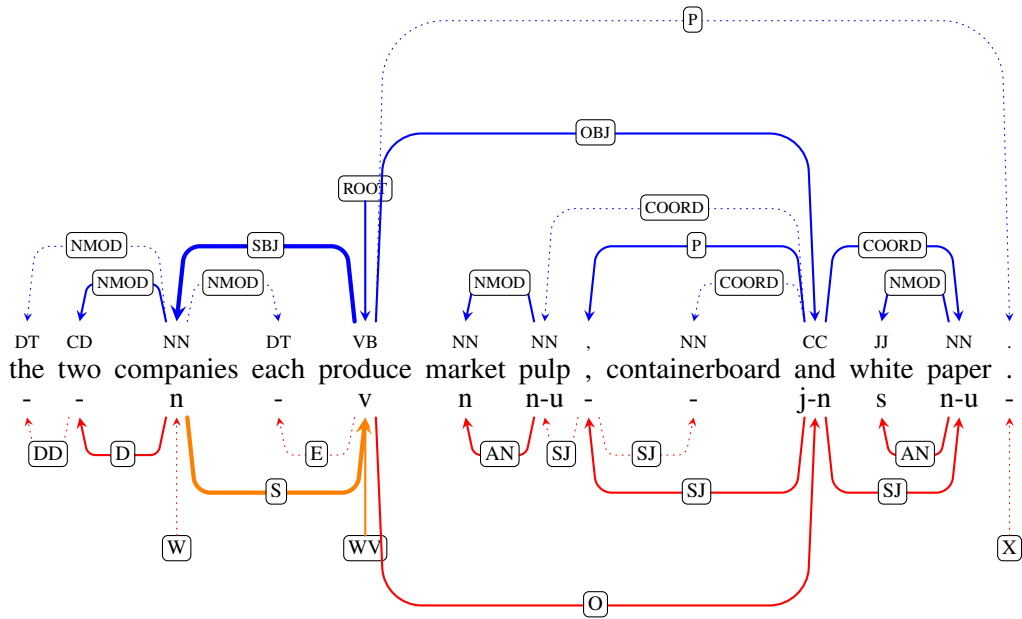 P
OBJ
ROOT
COORD
NMOD SBJ P COORD
NMOD NMOD NMOD COORD NMOD
DT CD NN DT VB NN NN , NN CC JJ NN .
the two companies each produce market pulp , containerboard and white paper .
- - n - v n n-u - - j-n s n-u -
DD D E AN SJ SJ AN
S SJ SJ
W WV X
O